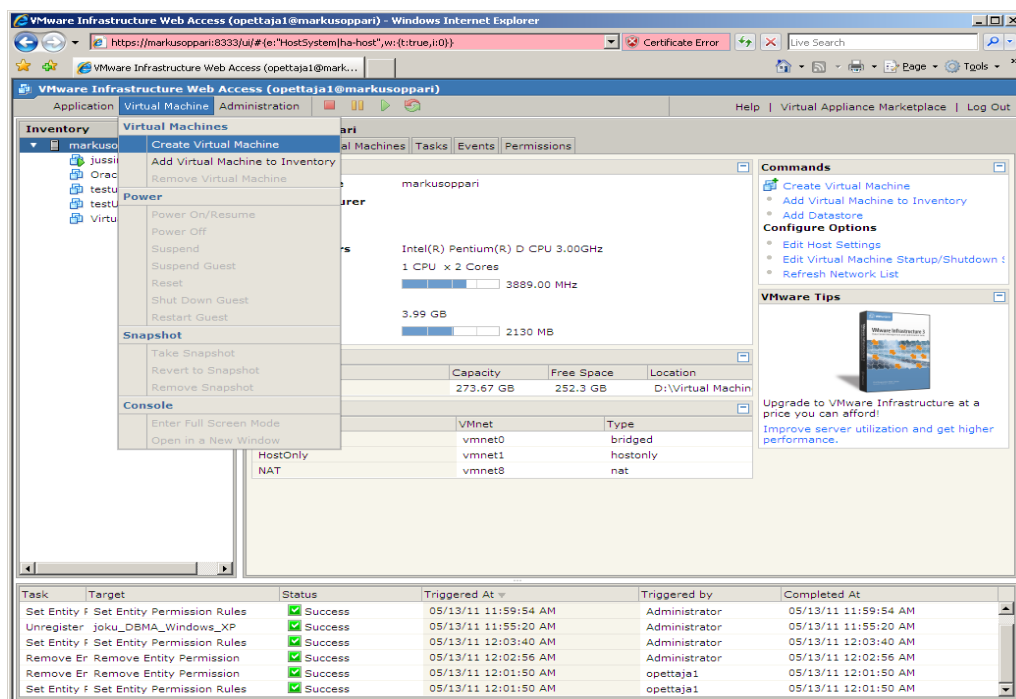 VMware Infrastructure Web Access (opettaja1@markusoppari) - Windows Internet Explorer
https://markusoppari:8333/ui/#{e:"HostSystem|ha-host",w:{t:true,i:0}}
Certificate Error
Live Search
VMware Infrastructure Web Access (opettaja1@mark...
Page
Tools
VMware Infrastructure Web Access (opettaja1@markusoppari)
Application Virtual Machine Administration
Help | Virtual Appliance Marketplace | Log Out
Inventory
markuso
jussi
Orac
testu
testU
Virtu
Virtual Machines
Create Virtual Machine
Add Virtual Machine to Inventory
Remove Virtual Machine
Power
Power On/Resume
Power Off
Suspend
Suspend Guest
Reset
Shut Down Guest
Restart Guest
Snapshot
Take Snapshot
Revert to Snapshot
Remove Snapshot
Console
Enter Full Screen Mode
Open in a New Window
ari
al Machines Tasks Events Permissions
markusoppari
urer
rs Intel(R) Pentium(R) D CPU 3.00GHz
1 CPU x 2 Cores
3889.00 MHz
3.99 GB
2130 MB
Capacity Free Space Location
273.67 GB 252.3 GB D:\Virtual Machin
VMnet Type
vmnet0 bridged
HostOnly vmnet1 hostonly
NAT vmnet8 nat
Commands
Create Virtual Machine
Add Virtual Machine to Inventory
Add Datastore
Configure Options
Edit Host Settings
Edit Virtual Machine Startup/Shutdown S
Refresh Network List
VMware Tips
VMware Infrastructure 3
Upgrade to VMware Infrastructure at a
price you can afford!
Improve server utilization and get higher
performance.
Task Target Status Triggered At Triggered by Completed At
Set Entity P Set Entity Permission Rules Success 05/13/11 11:59:54 AM Administrator 05/13/11 11:59:54 AM
Unregister joku_DBMA_Windows_XP Success 05/13/11 11:55:20 AM Administrator 05/13/11 11:55:20 AM
Set Entity P Set Entity Permission Rules Success 05/13/11 12:03:40 AM Administrator 05/13/11 12:03:40 AM
Remove Er Remove Entity Permission Success 05/13/11 12:02:56 AM Administrator 05/13/11 12:02:56 AM
Remove Er Remove Entity Permission Success 05/13/11 12:01:50 AM opettaja1 05/13/11 12:01:50 AM
Set Entity P Set Entity Permission Rules Success 05/13/11 12:01:50 AM opettaja1 05/13/11 12:01:50 AM